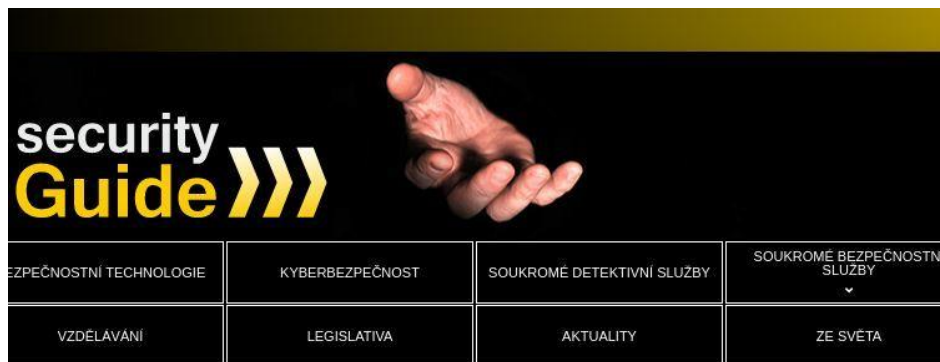 security
Guide
EZPEČNOSTNÍ TECHNOLOGIE
KYBERBEZPEČNOST
SOUKROMÉ DETEKTIVNÍ SLUŽBY
SOUKROMÉ BEZPEČNOSTN
SLUŽBY
VZDĚLÁVÁNÍ
LEGISLATIVA
AKTUALITY
ZE SVĚTA